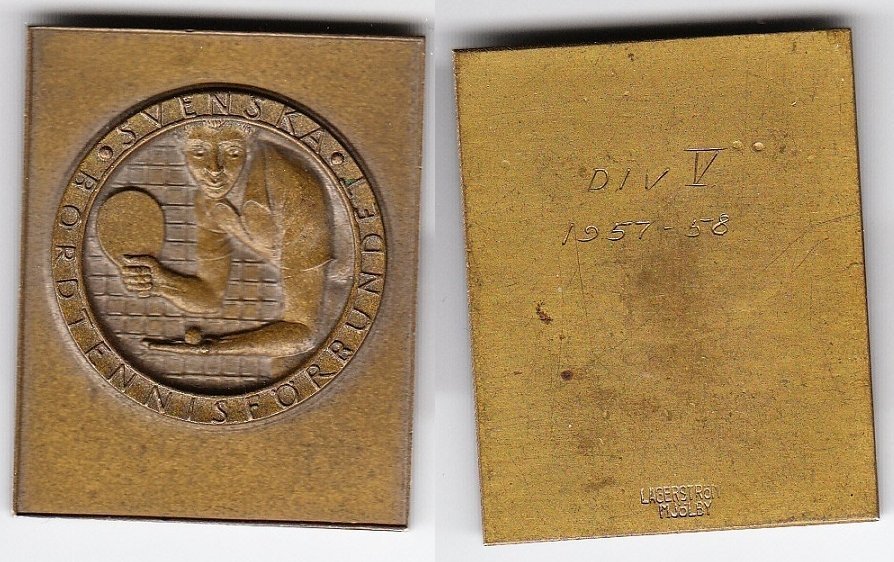 SVENSKA
BORDTENNISFÖRBUNDET
DIV V
1957-58
LAGERSTRÖM
MJÖLBY